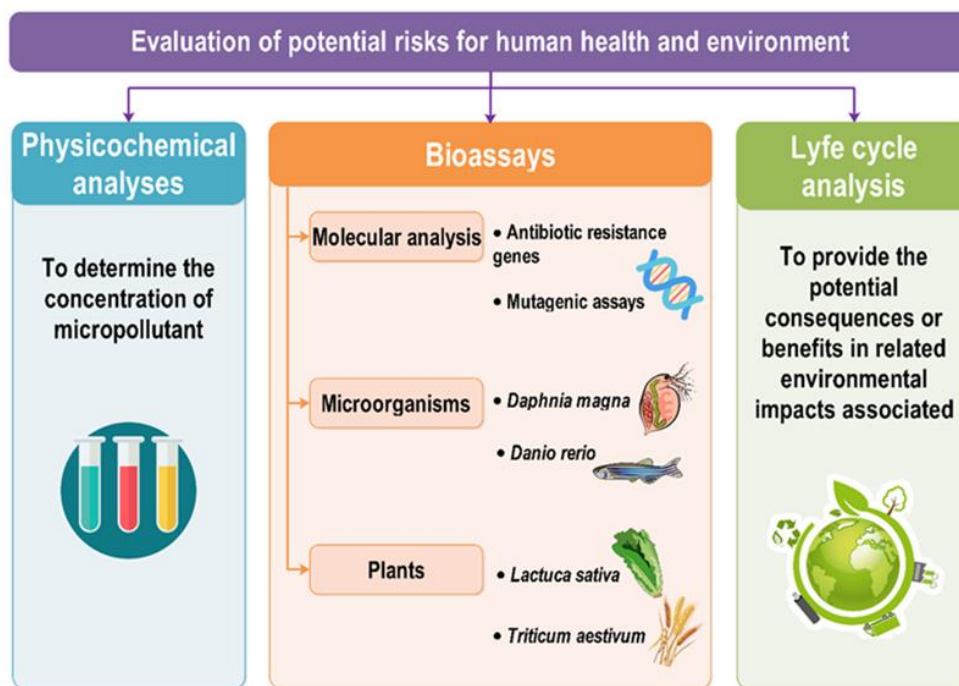 Evaluation of potential risks for human health and environment
Physicochemical
analyses
To determine the
concentration of
micropollutant
Bioassays
Molecular analysis
• Antibiotic resistance
genes
• Mutagenic assays
Microorganisms
• Daphnia magna
• Danio rerio
Plants
• Lactuca sativa
• Triticum aestivum
Lyfe cycle
analysis
To provide the
potential
consequences or
benefits in related
environmental
impacts associated